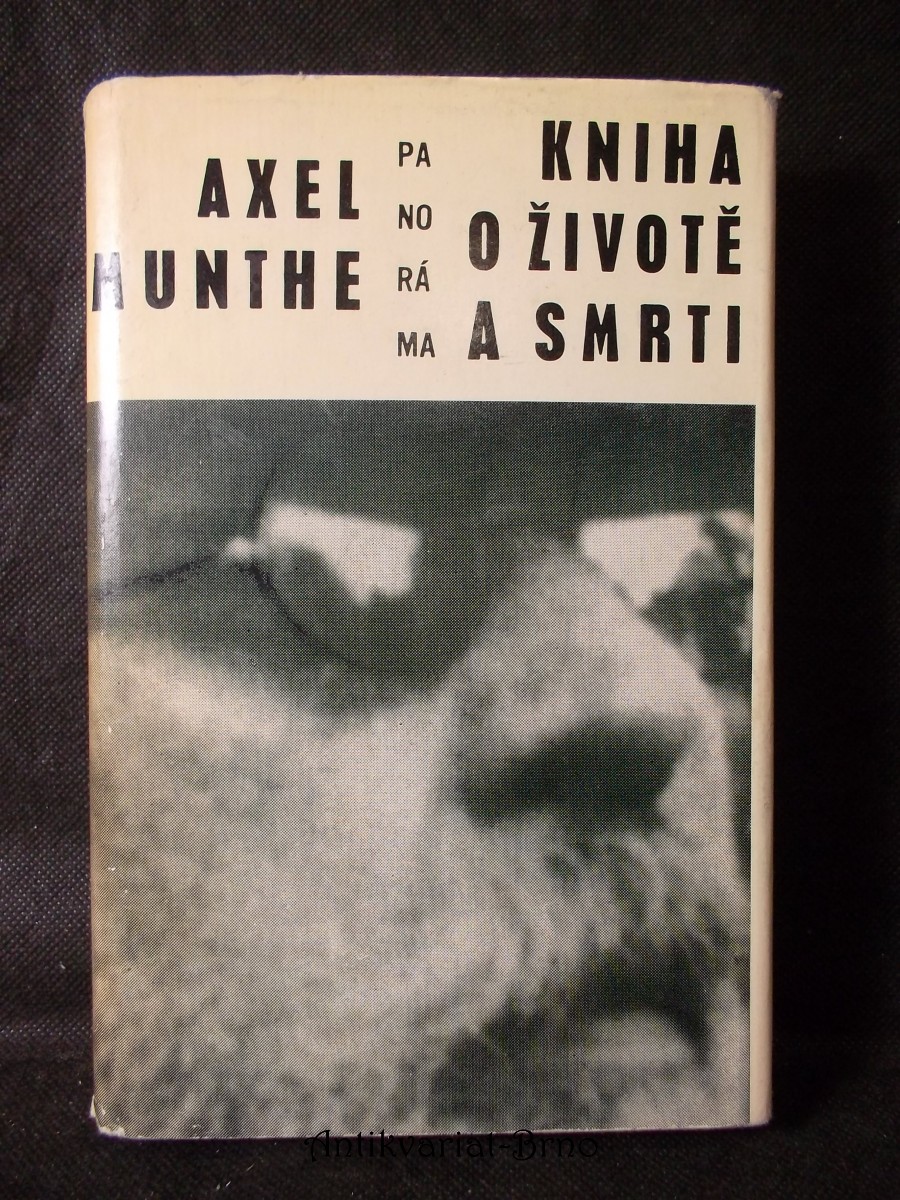 AXEL
MUNTHE
PA
NO
RÁ
MA
KNIHA
O ŽIVOTĚ
A SMRTI
Antikvariat-Brno